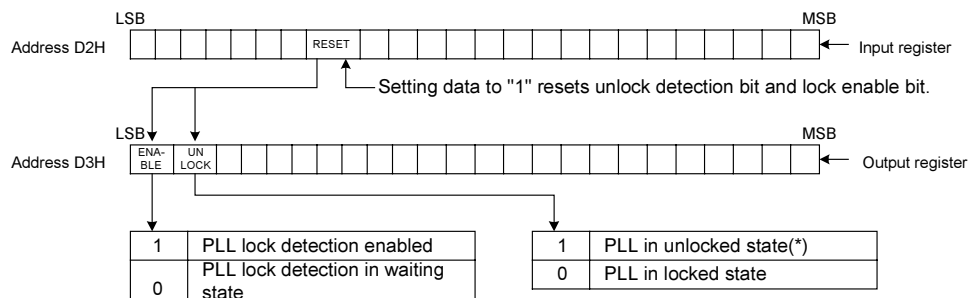 LSB MSB
Address D2H RESET Input register
Setting data to "1" resets unlock detection bit and lock enable bit.
LSB MSB
Address D3H ENA-
BLE UN
LOCK Output register
1 PLL lock detection enabled
0 PLL lock detection in waiting
state
1 PLL in unlocked state(*)
0 PLL in locked state